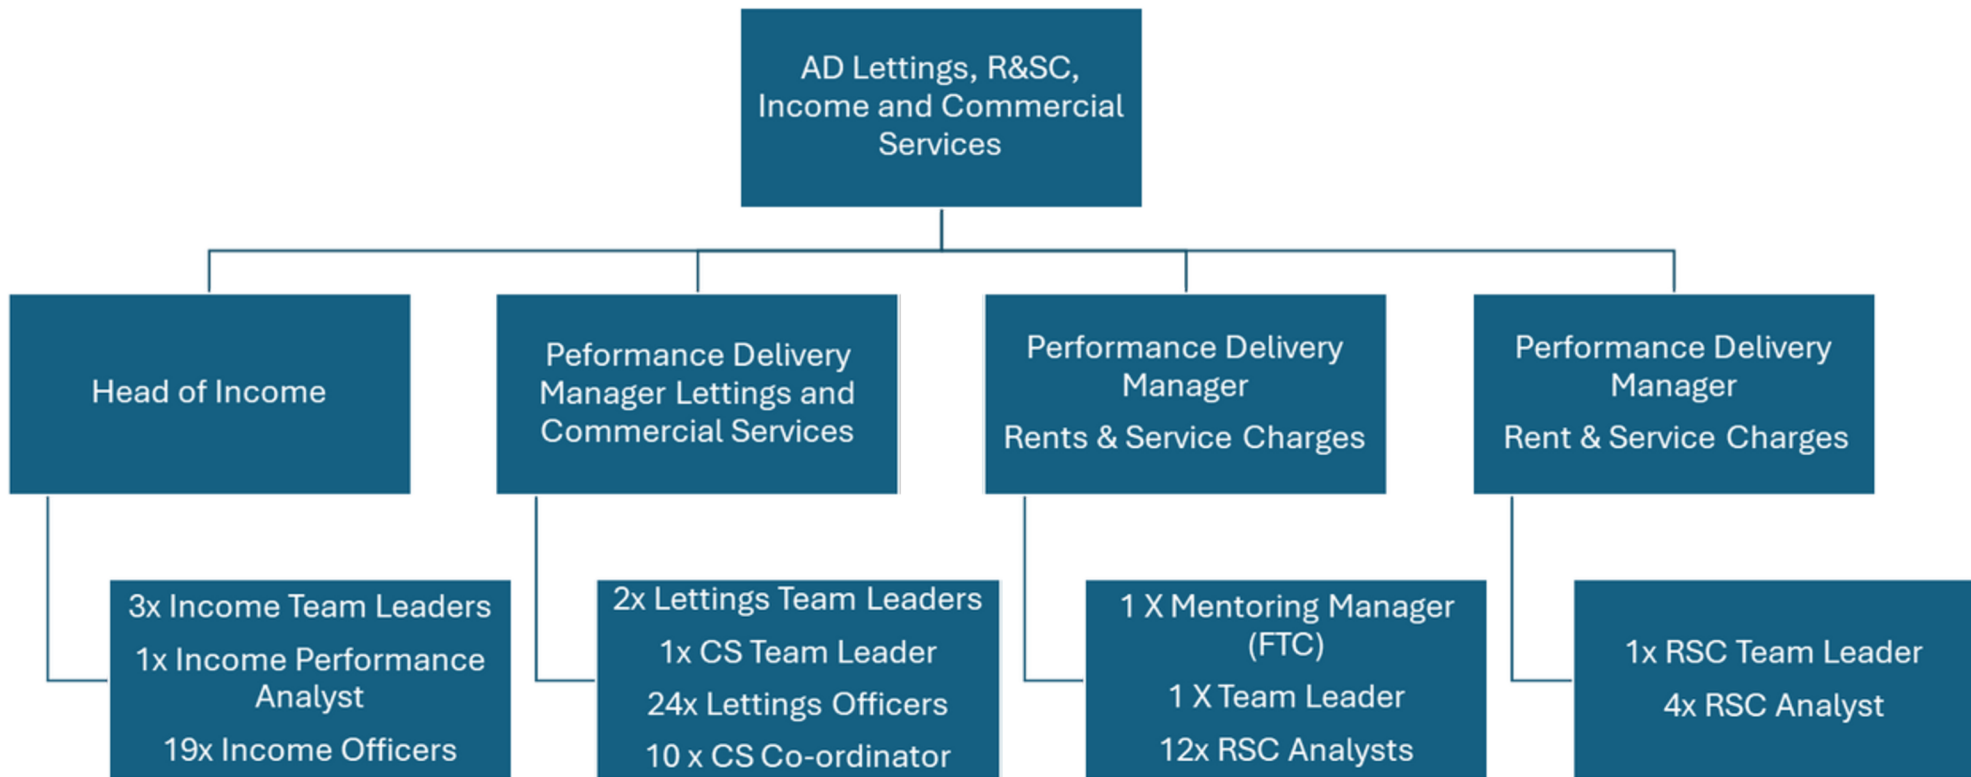 AD Lettings, R&SC,
Income and Commercial
Services
Head of Income
Peformance Delivery
Manager Lettings and
Commercial Services
Performance Delivery
Manager
Rents & Service Charges
Performance Delivery
Manager
Rent & Service Charges
3x Income Team Leaders
1x Income Performance
Analyst
19x Income Officers
2x Lettings Team Leaders
1x CS Team Leader
24x Lettings Officers
10 x CS Co-ordinator
1 X Mentoring Manager
(FTC)
1 X Team Leader
12x RSC Analysts
1x RSC Team Leader
4x RSC Analyst